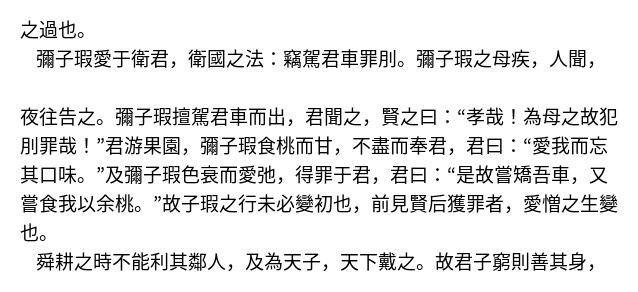 之過也。
彌子瑕愛于衛君，衛國之法：竊駕君車罪刖。彌子瑕之母疾，人聞，
夜往告之。彌子瑕擅駕君車而出，君聞之，賢之曰：“孝哉！為母之故犯
刖罪哉！”君游果園，彌子瑕食桃而甘，不盡而奉君，君曰：“愛我而忘
其口味。”及彌子瑕色衰而愛弛，得罪于君，君曰：“是故嘗矯吾車，又
嘗食我以余桃。”故子瑕之行未必變初也，前見賢后獲罪者，愛憎之生變
也。
舜耕之時不能利其鄰人，及為天子，天下戴之。故君子窮則善其身，